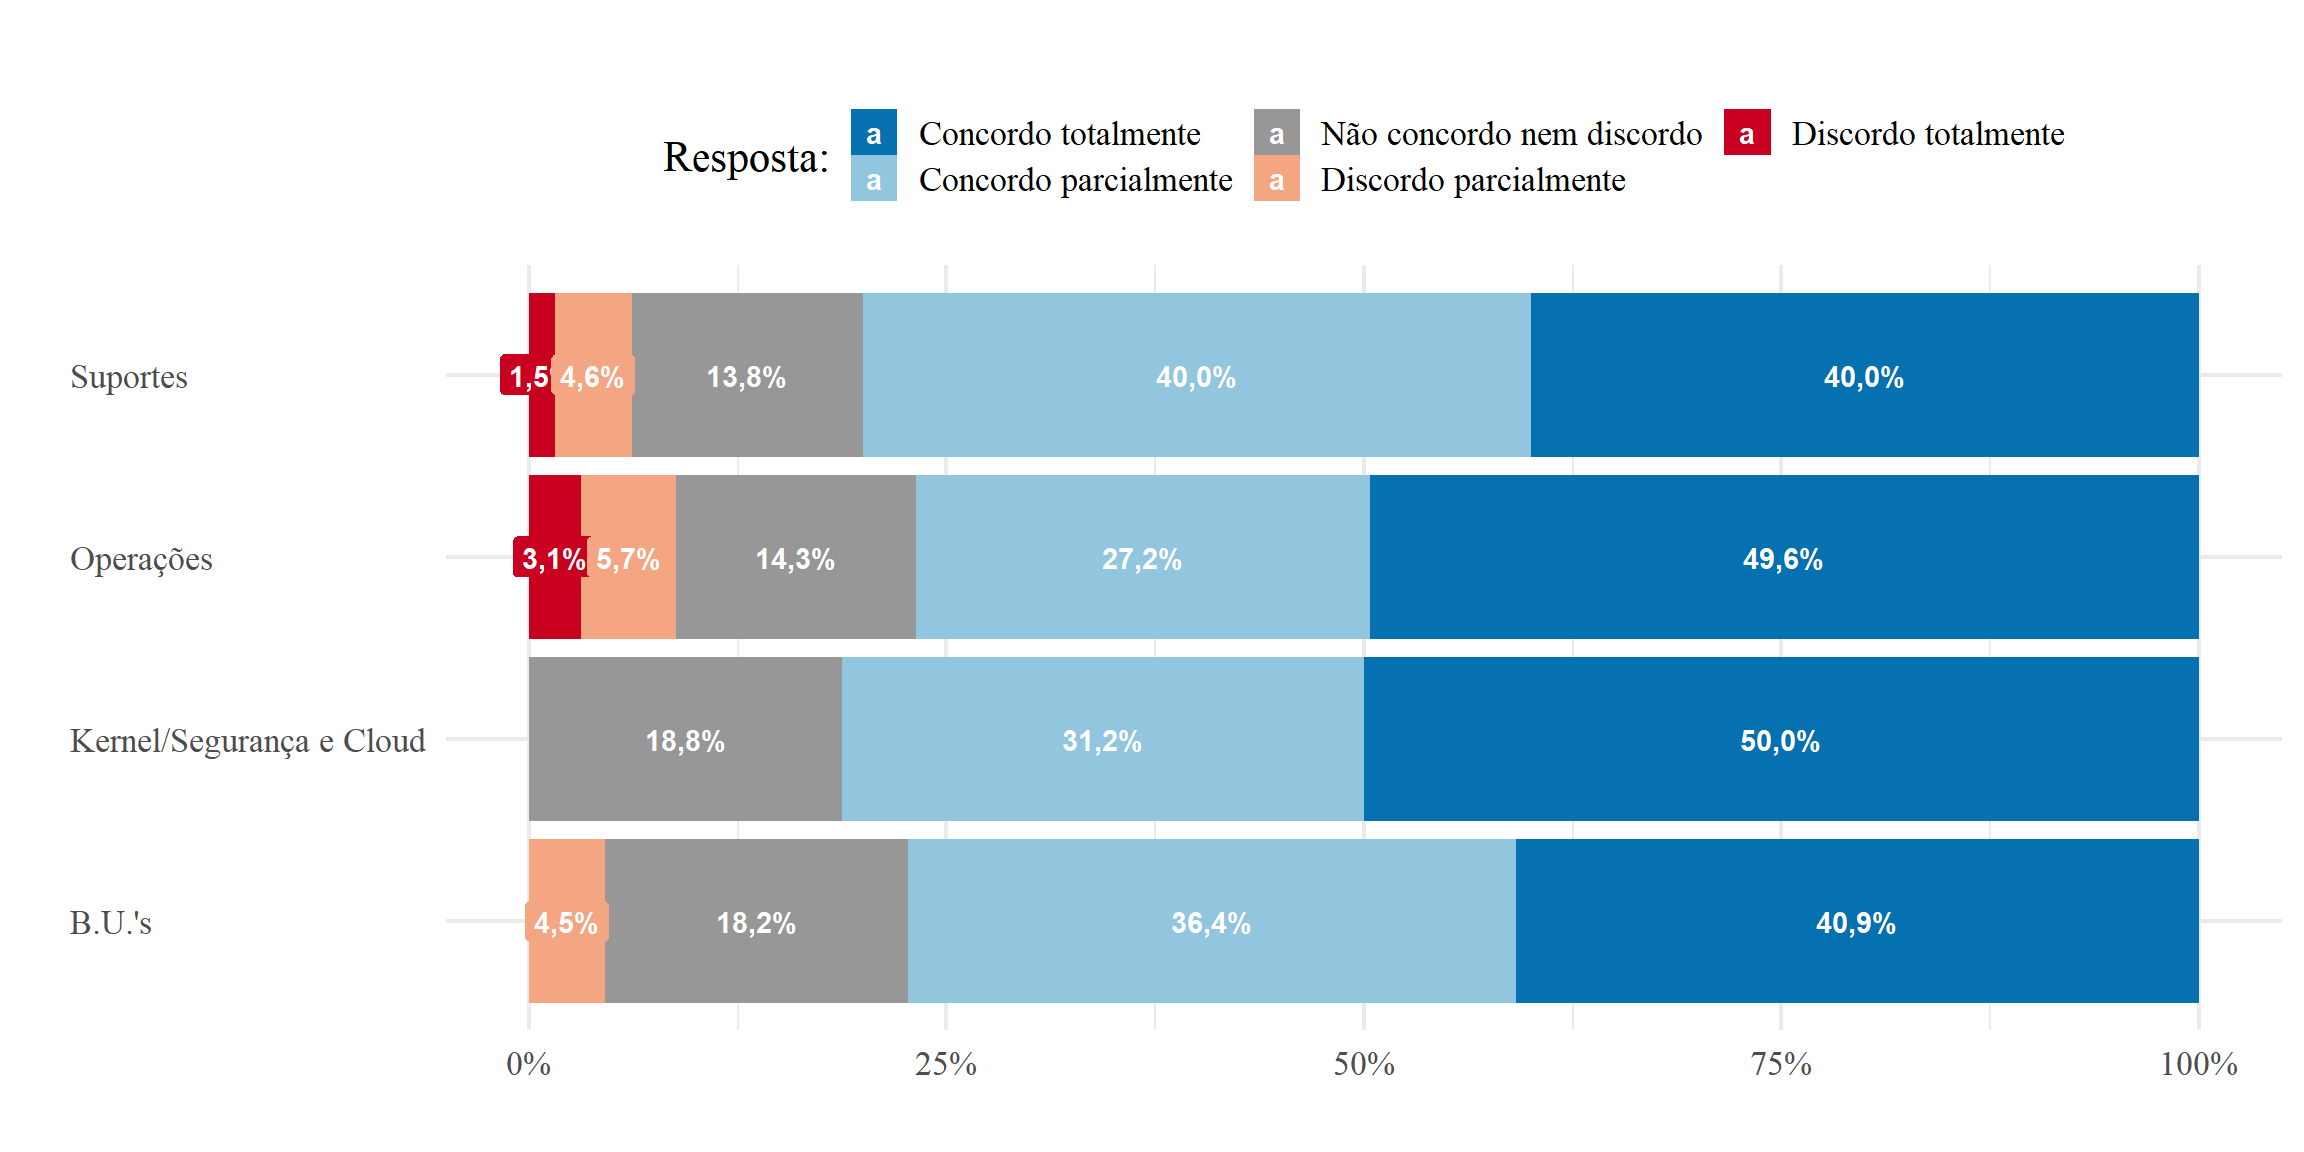 Resposta:
a Concordo totalmente a Não concordo nem discordo a Discordo totalmente
a Concordo parcialmente a Discordo parcialmente
Suportes 1,5 4,6% 13,8% 40,0% 40,0%
Operações 3,1% 5,7% 14,3% 27,2% 49,6%
Kernel/Segurança e Cloud 18,8% 31,2% 50,0%
B.U.'s 4,5% 18,2% 36,4% 40,9%
0% 25% 50% 75% 100%